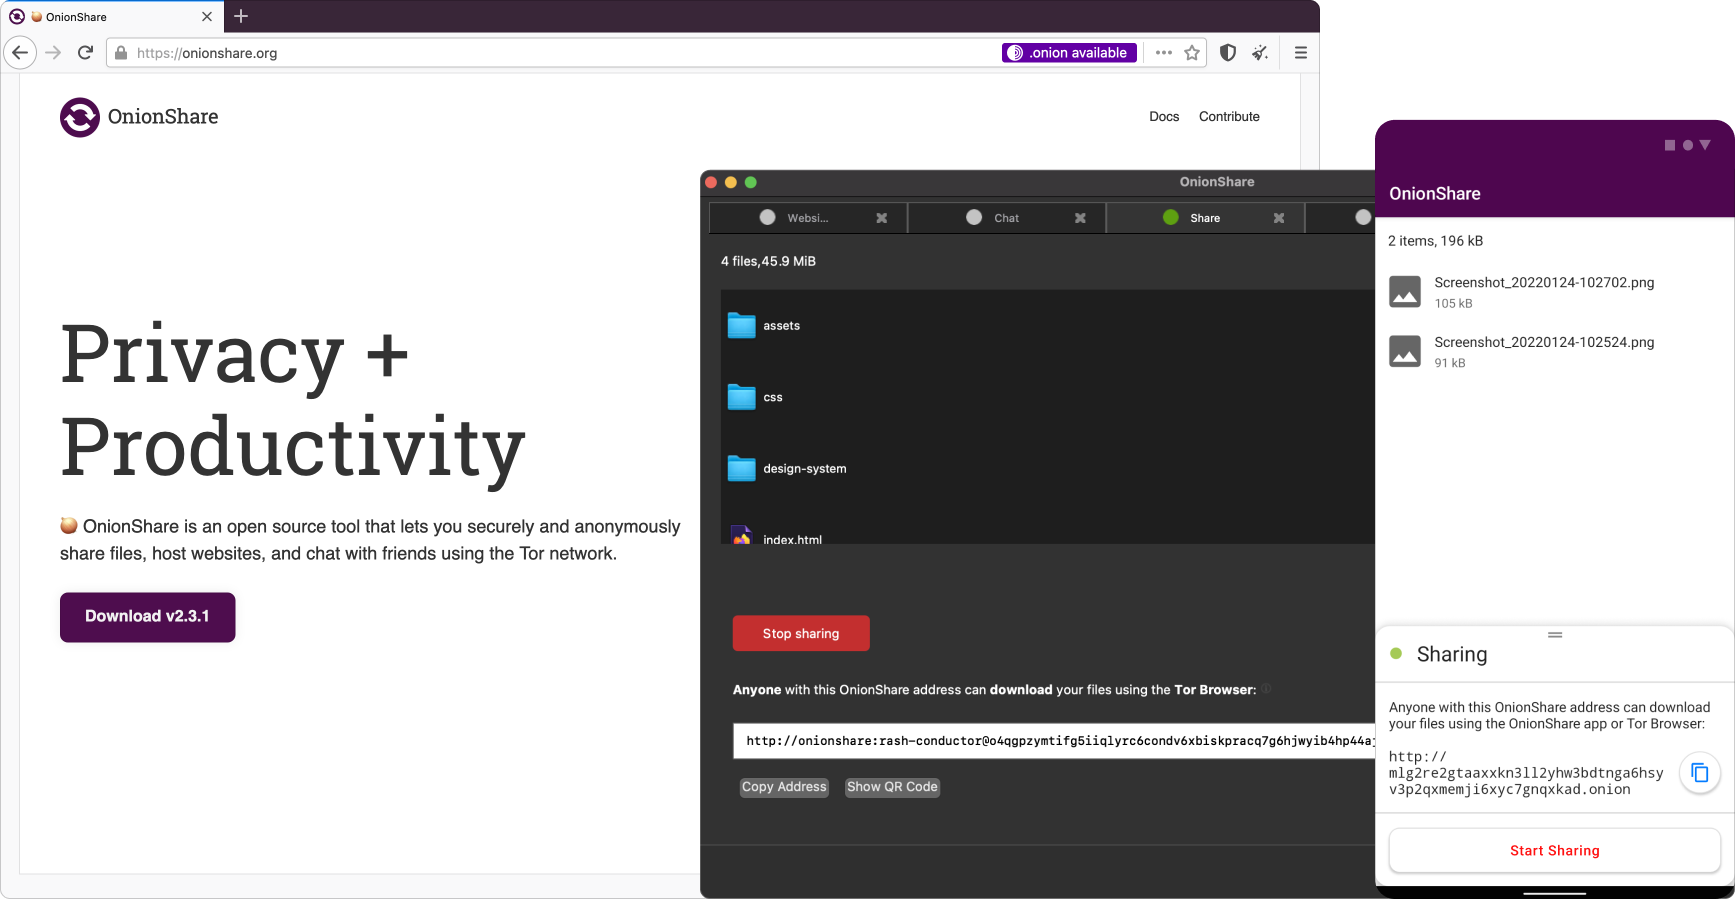 OnionShare
https://onionshare.org
.onion available
OnionShare
Docs
Contribute
Privacy +
Productivity
OnionShare is an open source tool that lets you securely and anonymously
share files, host websites, and chat with friends using the Tor network.
Download v2.3.1
OnionShare
Websi...
Chat
Share
4 files,45.9 MiB
assets
css
design-system
index.html
Stop sharing
Anyone with this OnionShare address can download your files using the Tor Browser:
http://onionshare:rash-conductor@o4qgpzymtifg5iiqlyrc6condv6xbiskpracq7g6hjwyib4hp44a
Copy Address
Show QR Code
OnionShare
2 items, 196 kB
Screenshot_20220124-102702.png
105 kB
Screenshot_20220124-102524.png
91 kB
Sharing
Anyone with this OnionShare address can download
your files using the OnionShare app or Tor Browser:
http://
mlg2re2gtaaxxkn3ll2yhw3bdtnga6hsy
v3p2qxmemji6xyc7gnqxkad.onion
Start Sharing